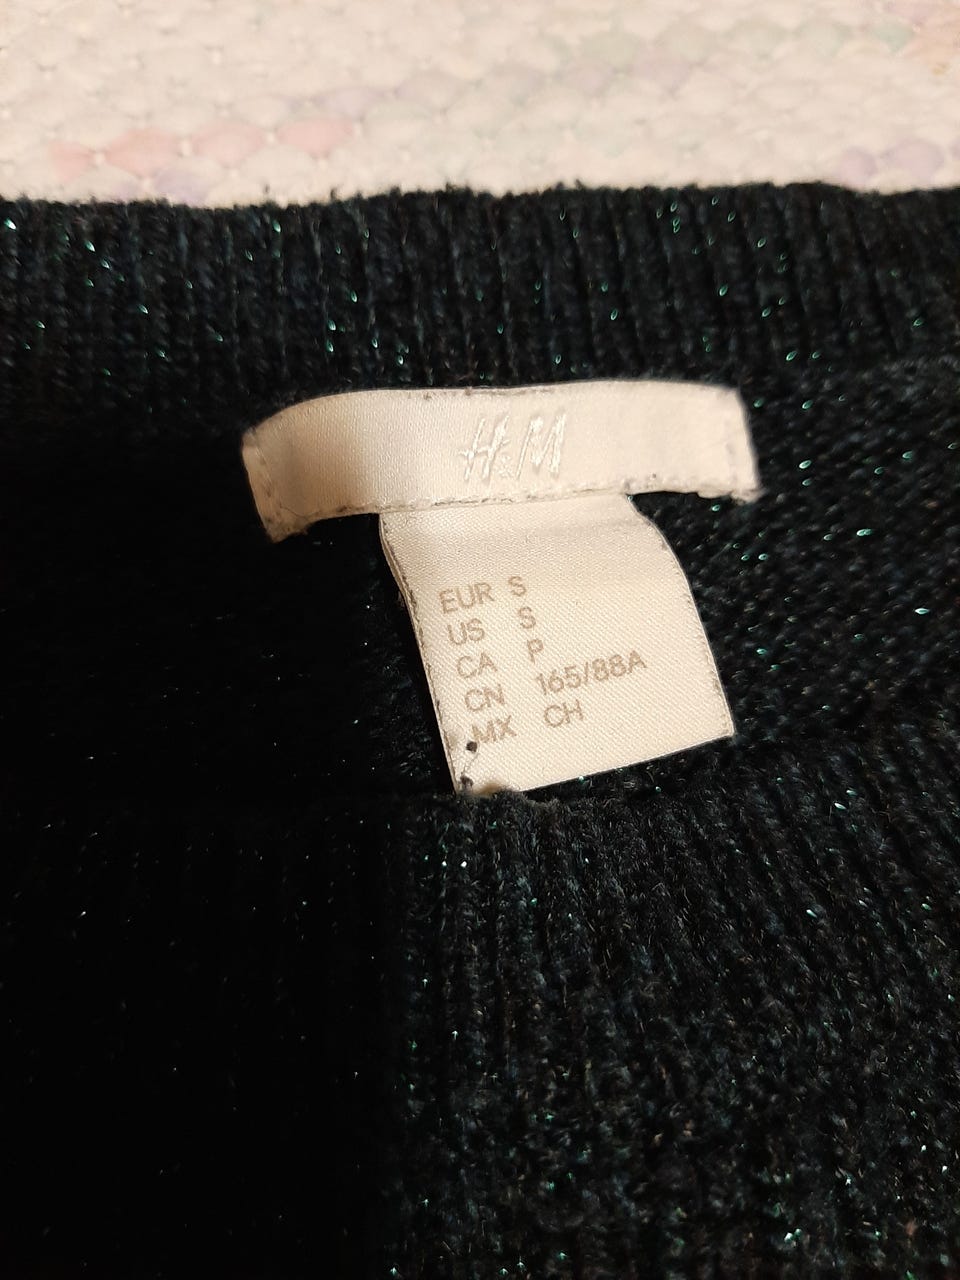 H&M
EUR S
US S
CA P
CN 165/88A
MX CH